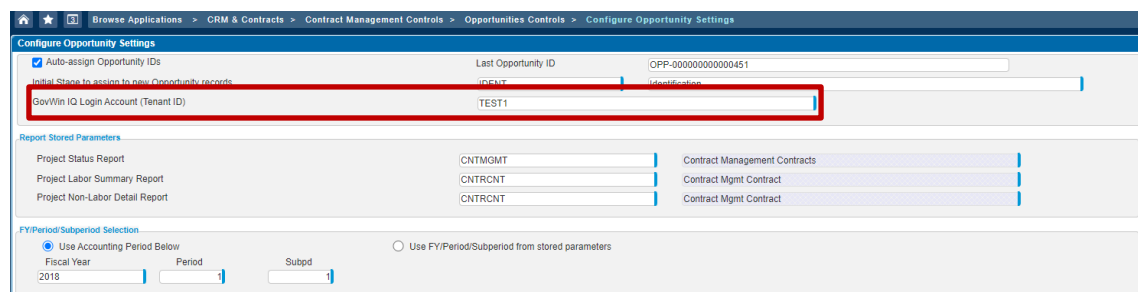 3 Browse Applications > CRM & Contracts > Contract Management Controls > Opportunities Controls > Configure Opportunity Settings
Configure Opportunity Settings
Auto-assign Opportunity IDs Last Opportunity ID OPP-000000000000451
Initial Stage to assign to new Opportunity records IDENT Identification
GovWin IQ Login Account (Tenant ID) TEST1
Report Stored Parameters
Project Status Report CNTMGMT Contract Management Contracts
Project Labor Summary Report CNTRCNT Contract Mgmt Contract
Project Non-Labor Detail Report CNTRCNT Contract Mgmt Contract
FY/Period/Subperiod Selection
Use Accounting Period Below Use FY/Period/Subperiod from stored parameters
Fiscal Year Period Subpd
2018 1 1